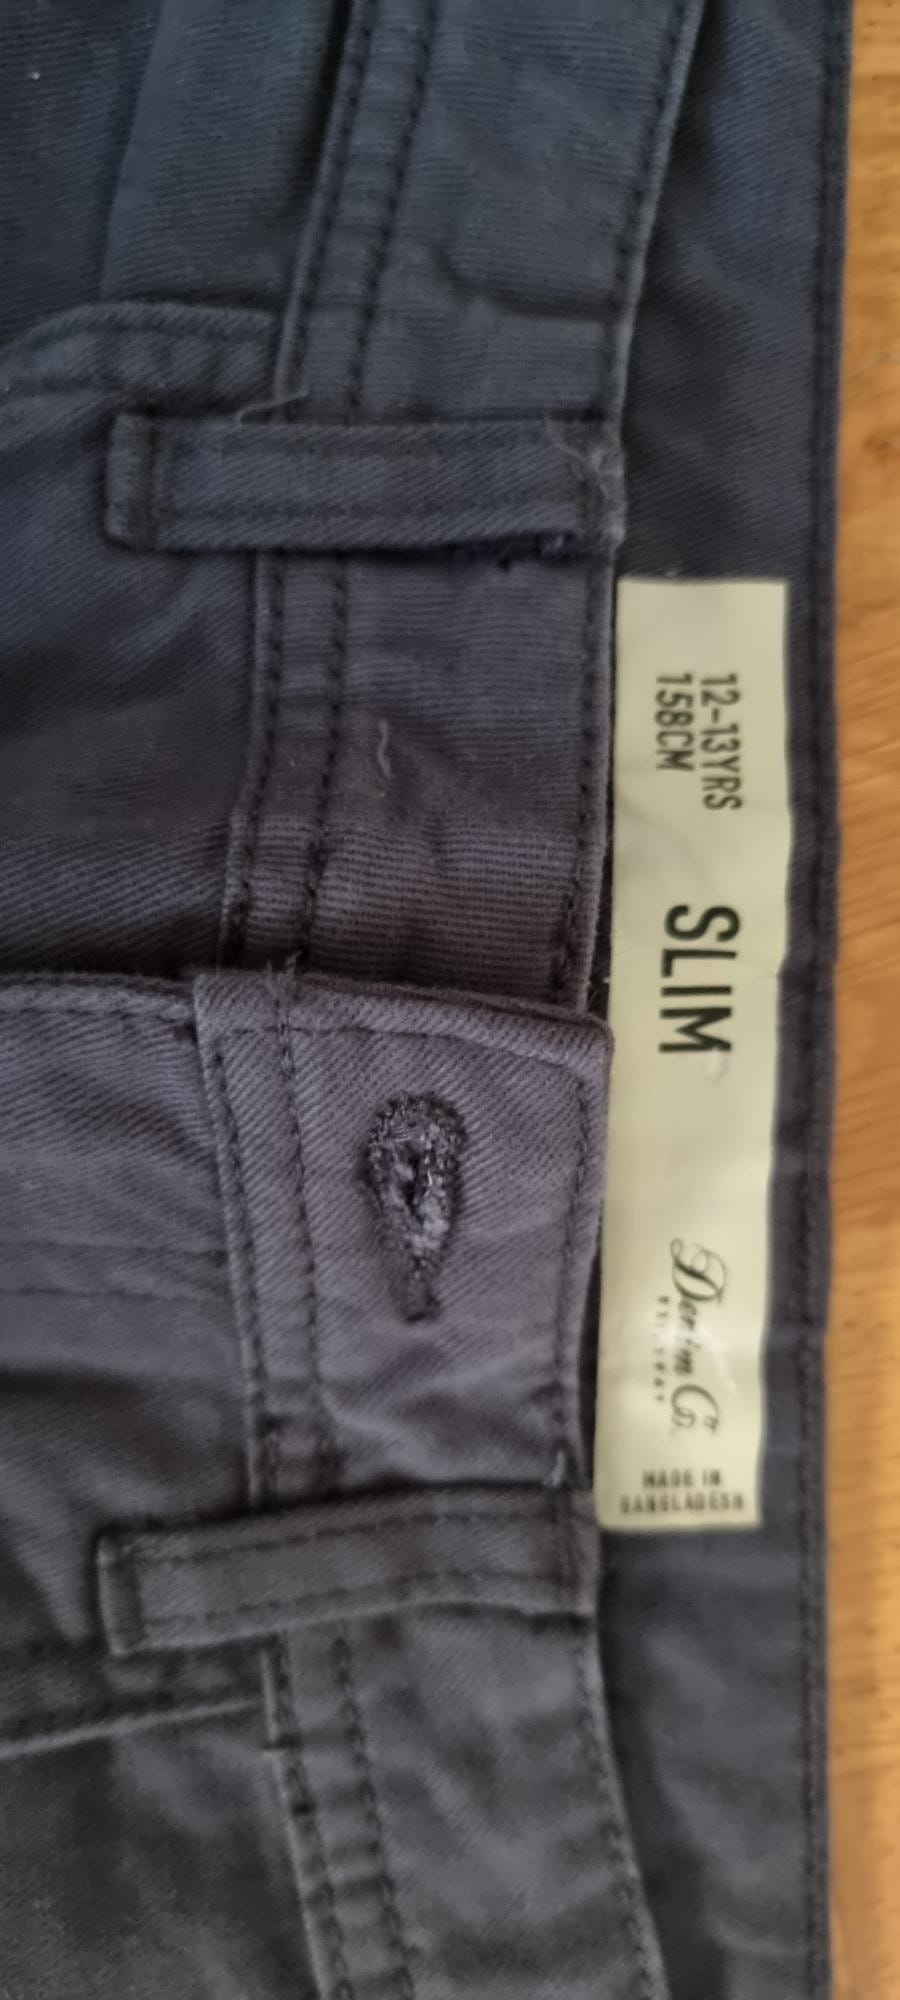 12-13YRS
158CM
SLIM
Denim Co.
MADE IN
BANGLADESH